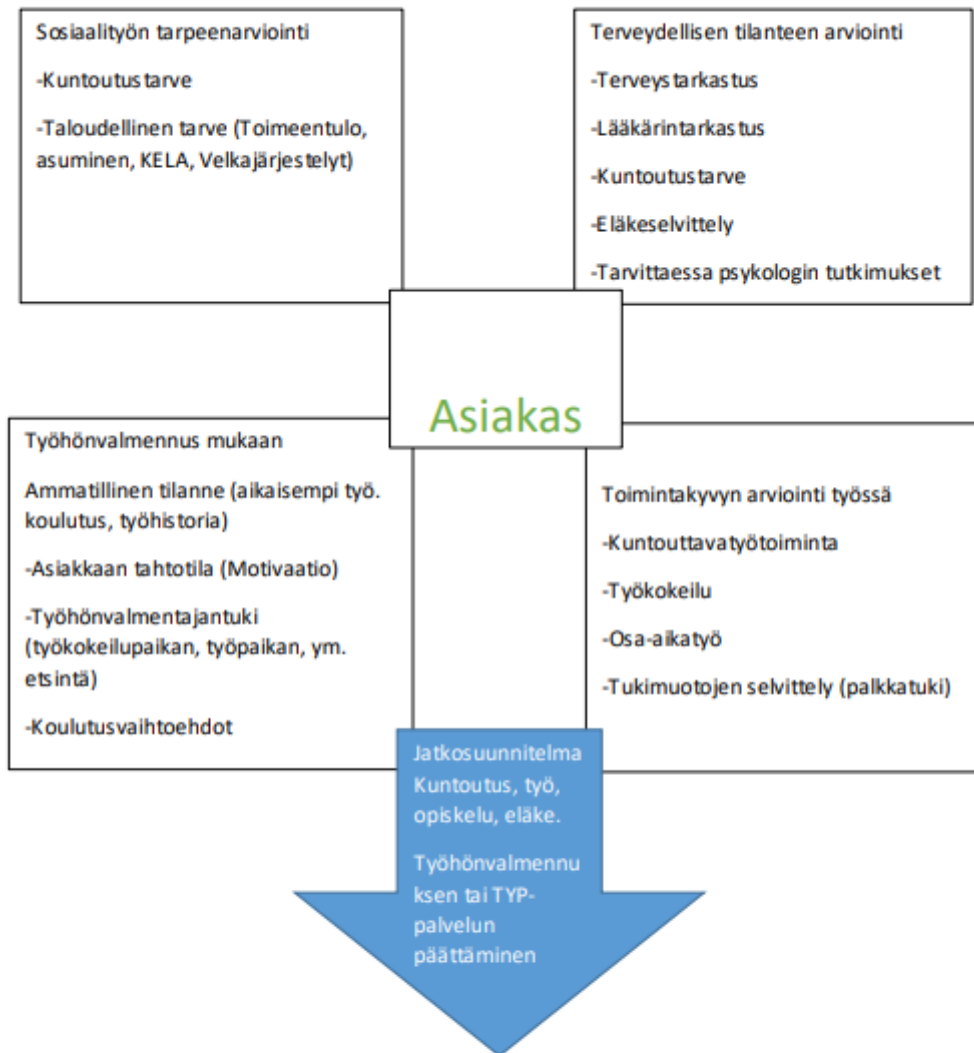 Sosiaalityön tarpeenarviointi
-Kuntoutustarve
-Taloudellinen tarve (Toimeentulo,
asuminen, KELA, Velkajärjestelyt)
Terveydellisen tilanteen arviointi
-Terveystarkastus
-Lääkärintarkastus
-Kuntoutustarve
-Eläkeselvittely
-Tarvittaessa psykologin tutkimukset
Asiakas
Työhönvalmennus mukaan
Ammatillinen tilanne (aikaisempi työ.
koulutus, työhistoria)
-Asiakkaan tahtotila (Motivaatio)
-Työhönvalmentajantuki
(työkokeilupaikan, työpaikan, ym.
etsintä)
-Koulutusvaihtoehdot
Toimintakyvyn arviointi työssä
-Kuntouttavatyötoiminta
-Työkokeilu
-Osa-aikatyö
-Tukimuotojen selvittely (palkkatuki)
Jatkosuunnitelma
Kuntoutus, työ,
opiskelu, eläke.
Työhönvalmennu
ksen tai TYP-
palvelun
päättäminen